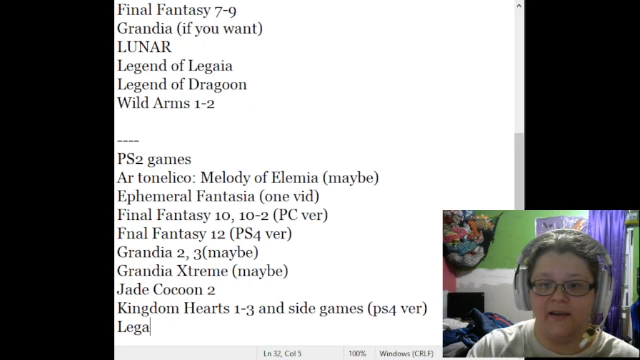 Final Fantasy 7-9
Grandia (if you want)
LUNAR
Legend of Legaia
Legend of Dragoon
Wild Arms 1-2
----
PS2 games
Ar tonelico: Melody of Elemia (maybe)
Ephemeral Fantasia (one vid)
Final Fantasy 10, 10-2 (PC ver)
Fnal Fantasy 12 (PS4 ver)
Grandia 2, 3(maybe)
Grandia Xtreme (maybe)
Jade Cocoon 2
Kingdom Hearts 1-3 and side games (ps4 ver)
Lega
Ln 32, Col 5
100%
Windows (CRLF)